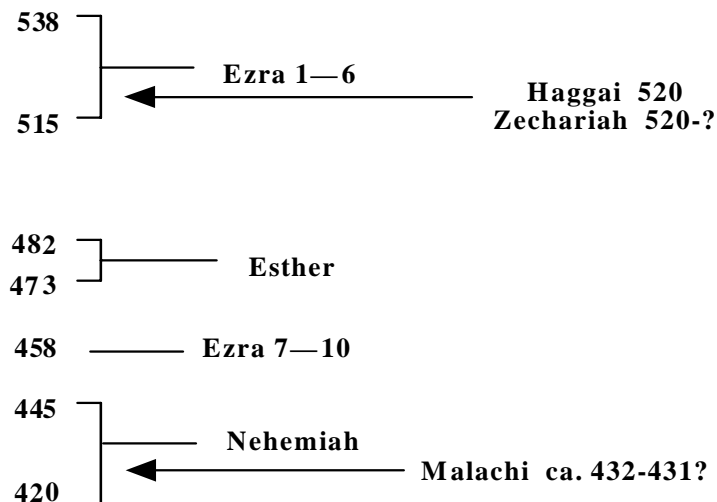 538
Ezra 1—6
Haggai 520
515
Zechariah 520-?
482
Esther
473
458
Ezra 7—10
445
Nehemiah
Malachi ca. 432-431?
420